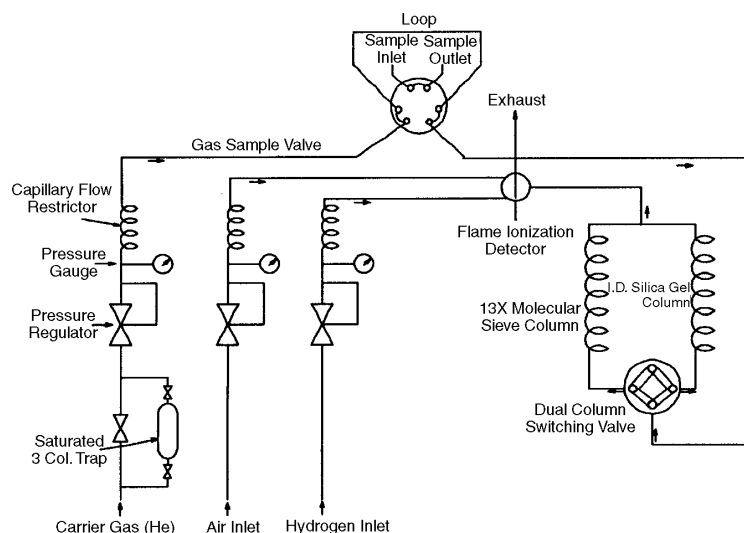 Loop
Sample Sample
Inlet Outlet
Exhaust
Gas Sample Valve
Capillary Flow
Restrictor
Pressure
Gauge
Pressure
Regulator
Saturated
3 Col. Trap
Carrier Gas (He)
Air Inlet
Hydrogen Inlet
Flame Ionization
Detector
13X Molecular
Sieve Column
I.D. Silica Gel
Column
Dual Column
Switching Valve